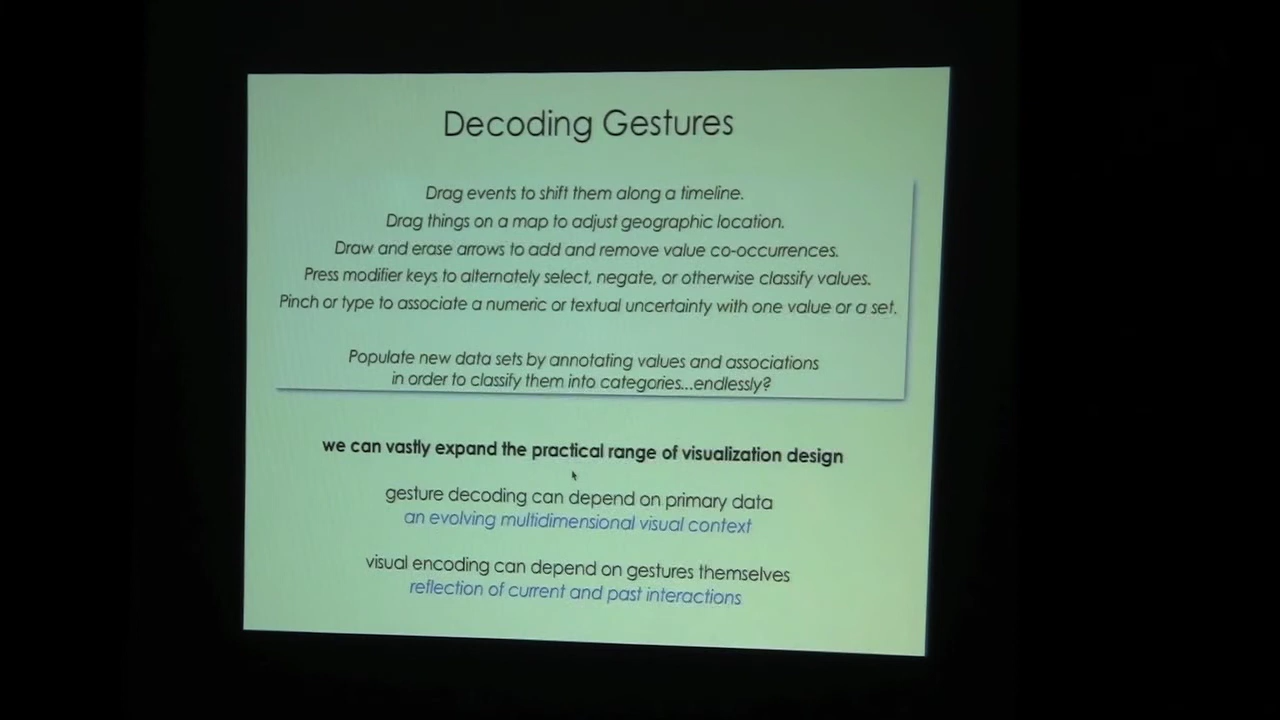 Decoding Gestures
Drag events to shift them along a timeline.
Drag things on a map to adjust geographic location.
Draw and erase arrows to add and remove value co-occurrences.
Press modifier keys to alternately select, negate, or otherwise classify values.
Pinch or type to associate a numeric or textual uncertainty with one value or a set.
Populate new data sets by annotating values and associations
in order to classify them into categories...endlessly?
we can vastly expand the practical range of visualization design
gesture decoding can depend on primary data
an evolving multidimensional visual context
visual encoding can depend on gestures themselves
reflection of current and past interactions